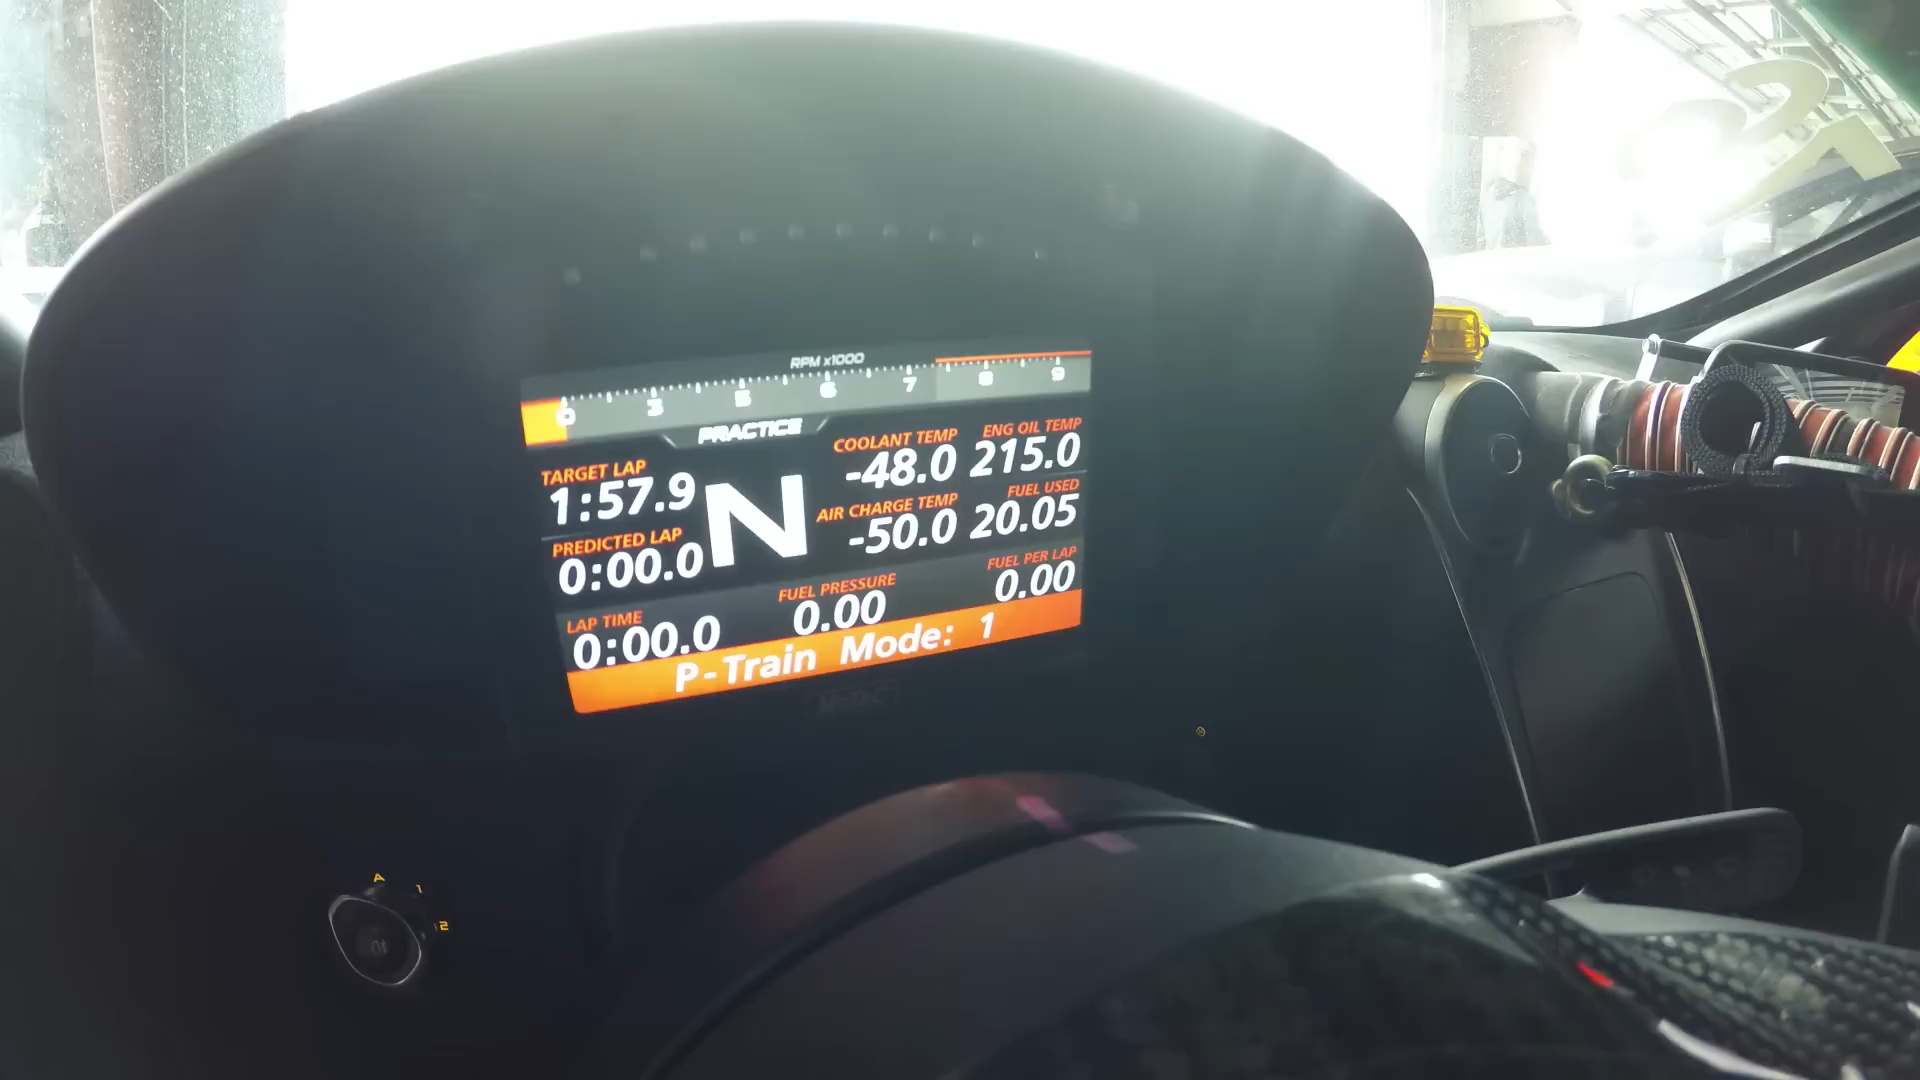 RPM x1000
0 3 5 6 7 8 9
PRACTICE
TARGET LAP
1:57.9
PREDICTED LAP
0:00.0
LAP TIME
0:00.0
N
COOLANT TEMP
-48.0
ENG OIL TEMP
215.0
AIR CHARGE TEMP
-50.0
FUEL USED
20.05
FUEL PRESSURE
0.00
FUEL PER LAP
0.00
P-Train Mode: 1
MoTeC
A
1
2